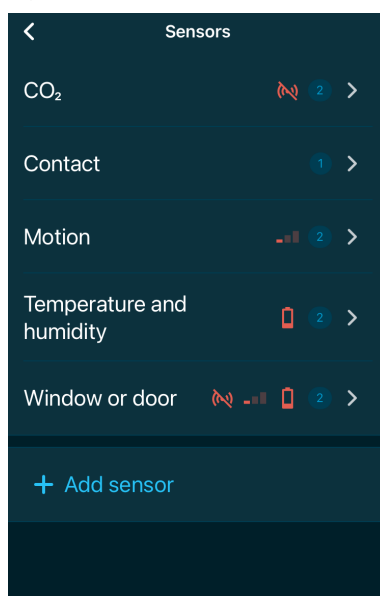 Sensors
CO₂
2
Contact
1
Motion
2
Temperature and
humidity
2
Window or door
2
+ Add sensor